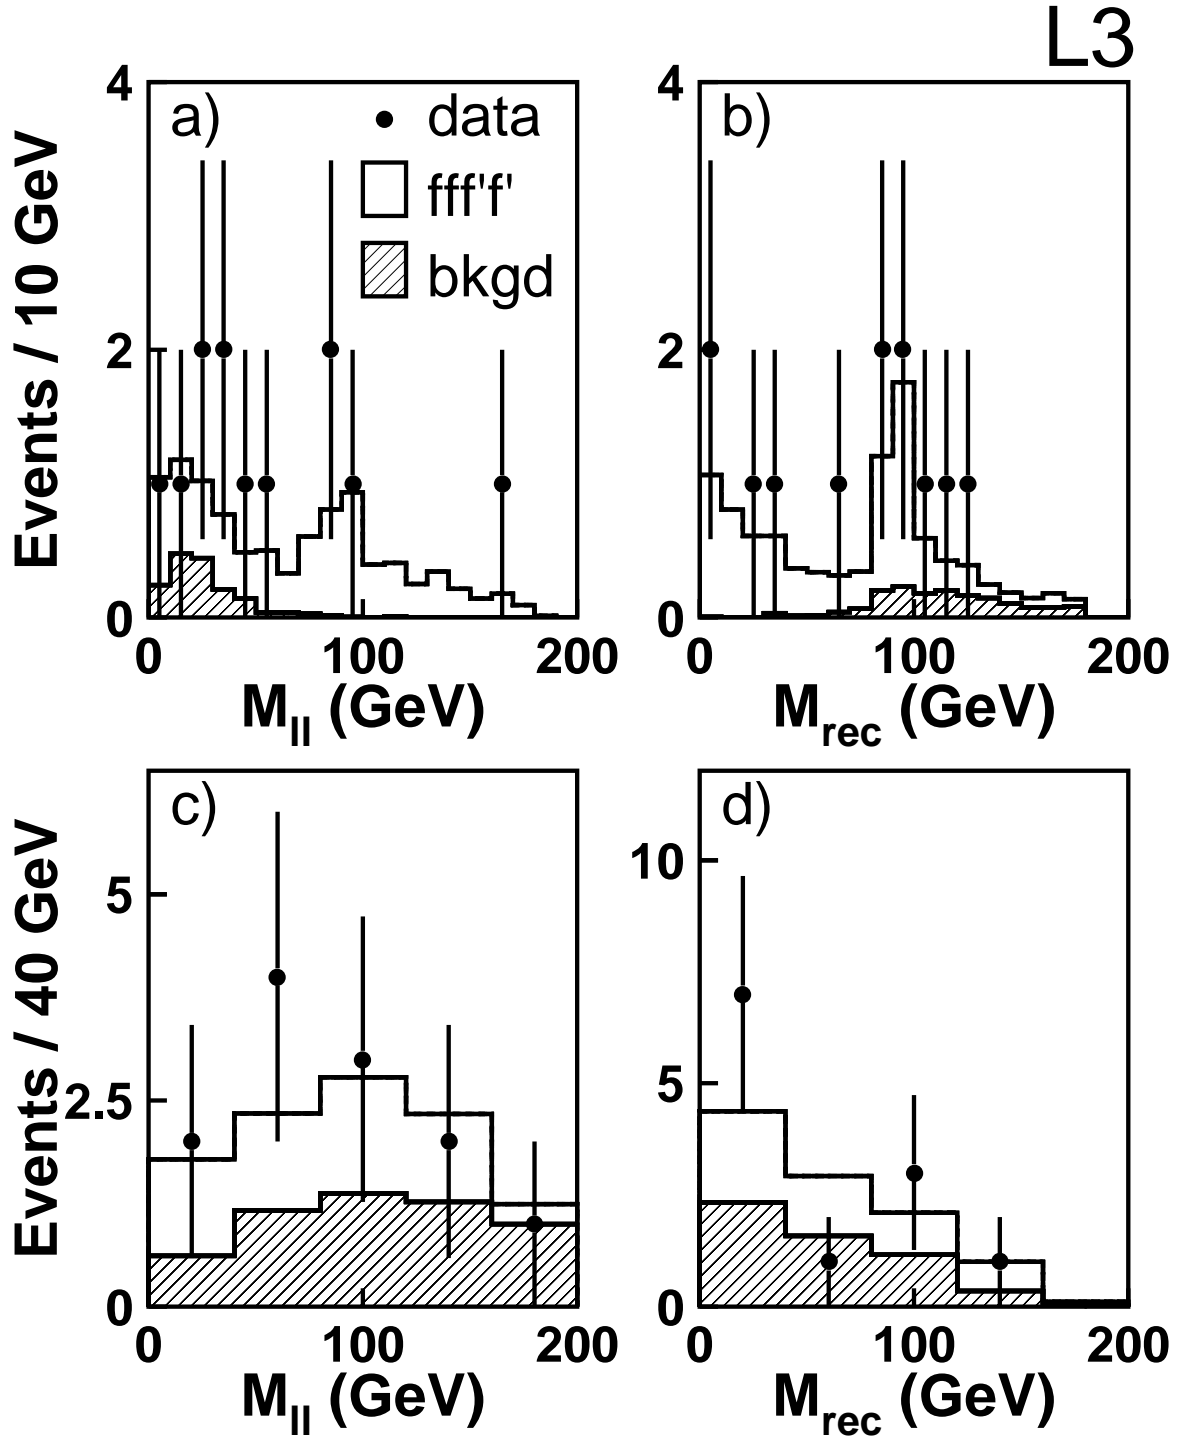 L3
a)
data
fff'f'
bkgd
b)
Events / 10 GeV
4
2
0
0 100 200
M_ll (GeV)
4
2
0
0 100 200
M_rec (GeV)
c)
d)
Events / 40 GeV
5
2.5
0
0 100 200
M_ll (GeV)
10
5
0
0 100 200
M_rec (GeV)